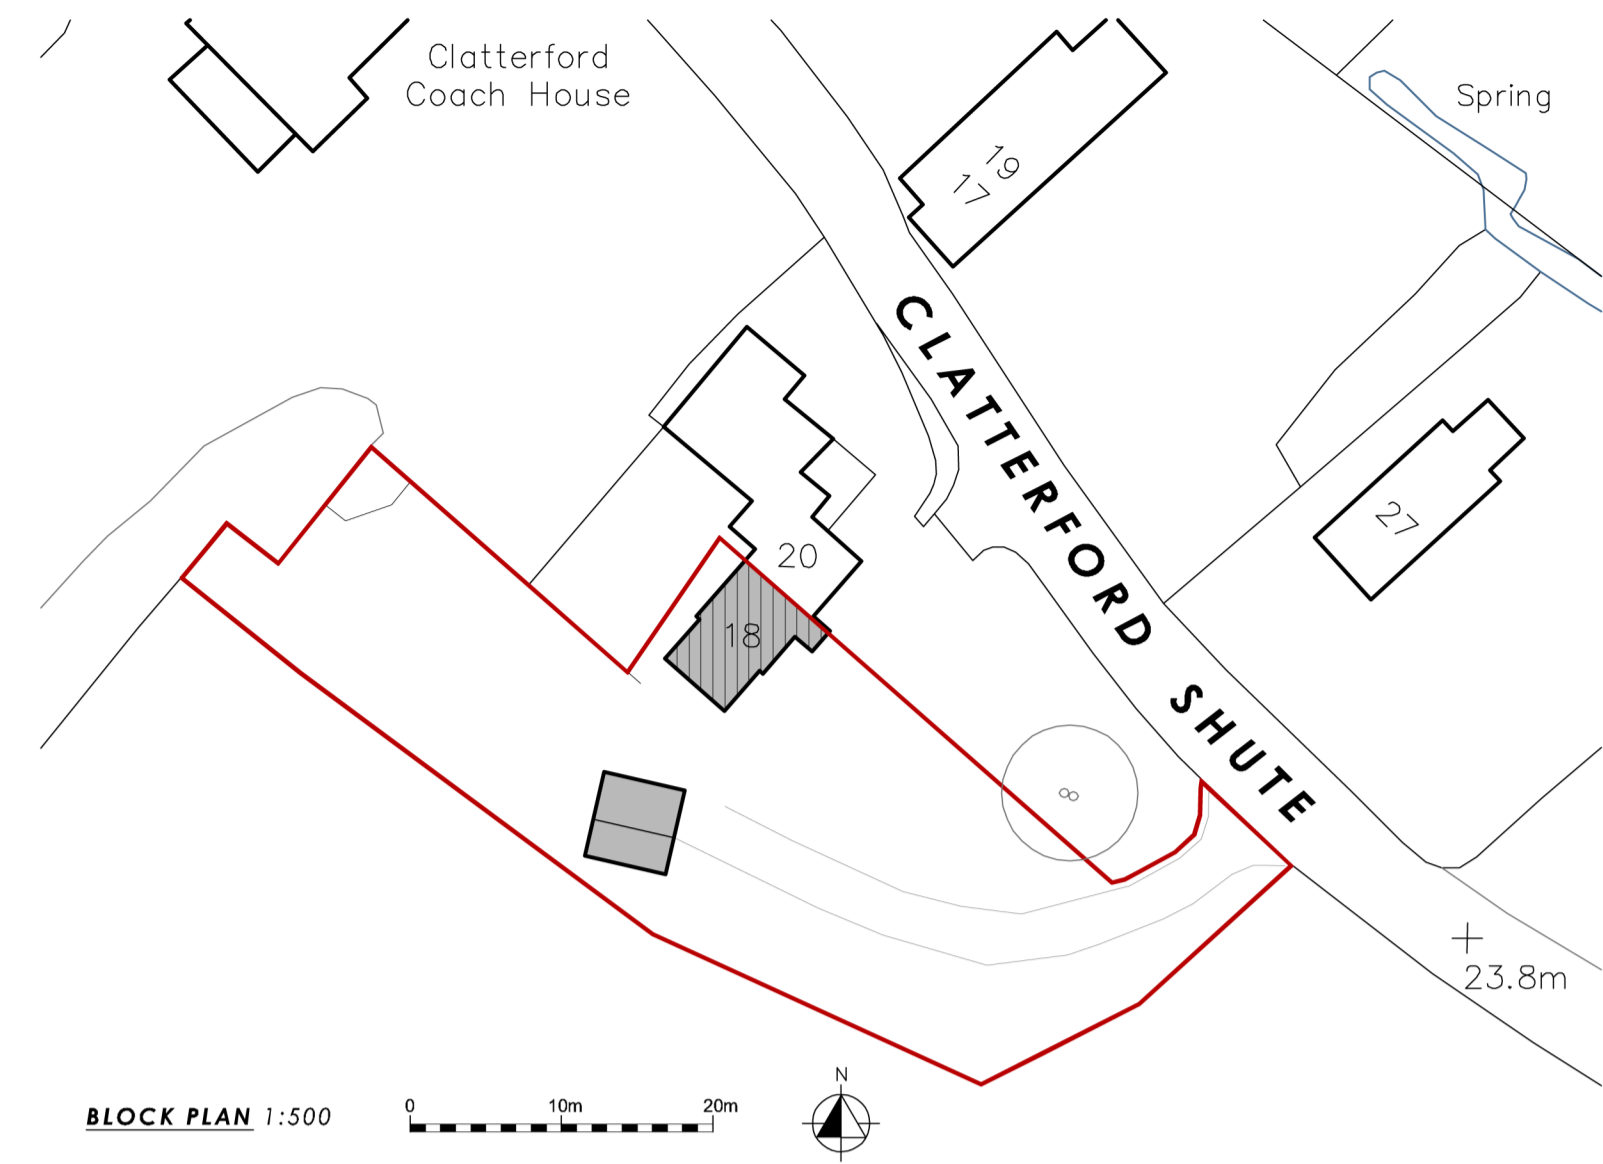 Clatterford
Coach House
Spring
19
17
CLATTERFORD SHUTE
27
20
18
8
23.8m
BLOCK PLAN 1:500
0 10m 20m
N